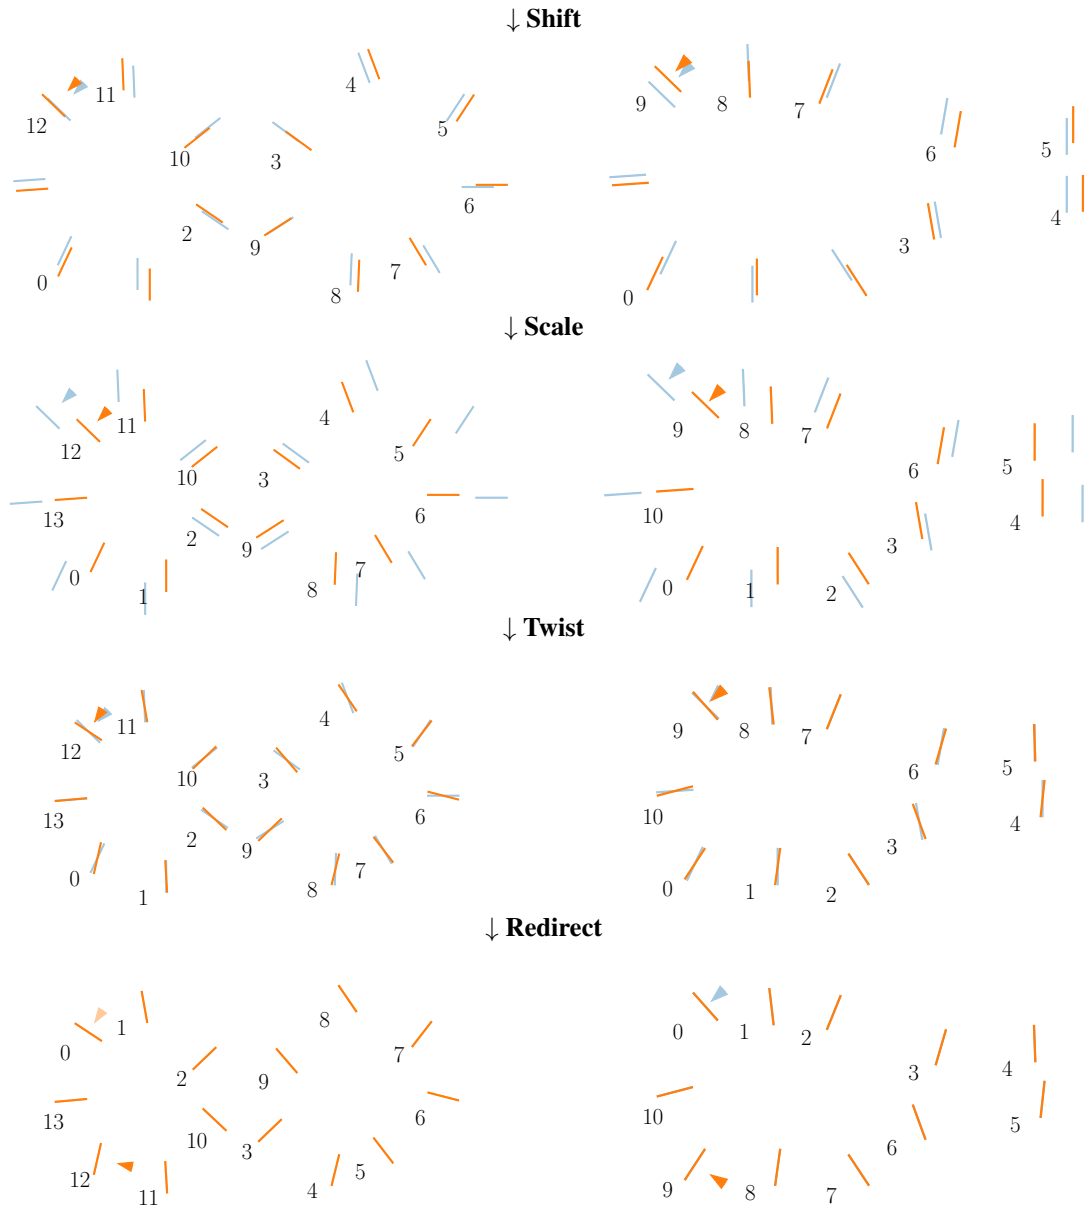 ↓ Shift
11 4 9 8 7
12 5 6 5
10 3
6 4
2 9 3
0 7 8 0
↓ Scale
11 4 9 8 7
12 5 6 5
10 3
13 6 10 4
2 9 3
0 1 8 7 0 1 2
↓ Twist
11 4 9 8 7
12 5 6 5
10 3
13 6 10 4
2 9 3
0 1 8 7 0 1 2
↓ Redirect
0 1 8 0 1 2
2 9 7 3 4
13 6 10 5
10 3 6
12 11 4 5 9 8 7